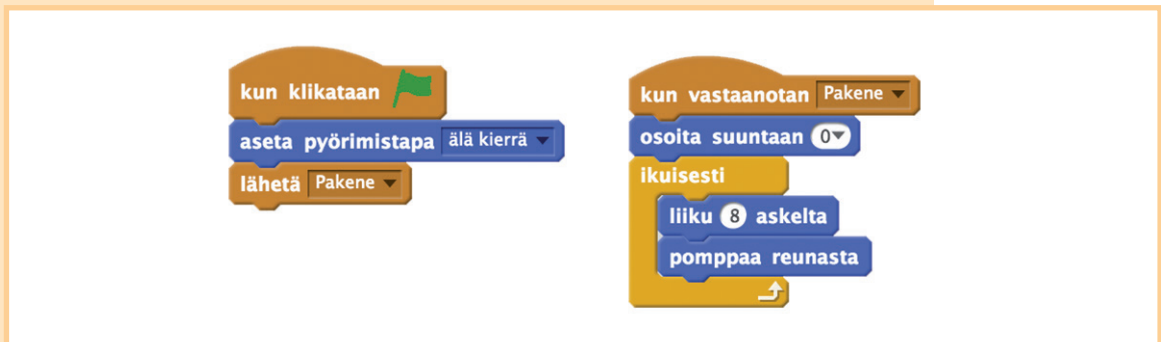 kun klikataan
aseta pyörimistapa älä kierrä
lähetä Pakene
kun vastaanotan Pakene
osoita suuntaan 0
ikuisesti
liiku 8 askelta
pomppaa reunasta